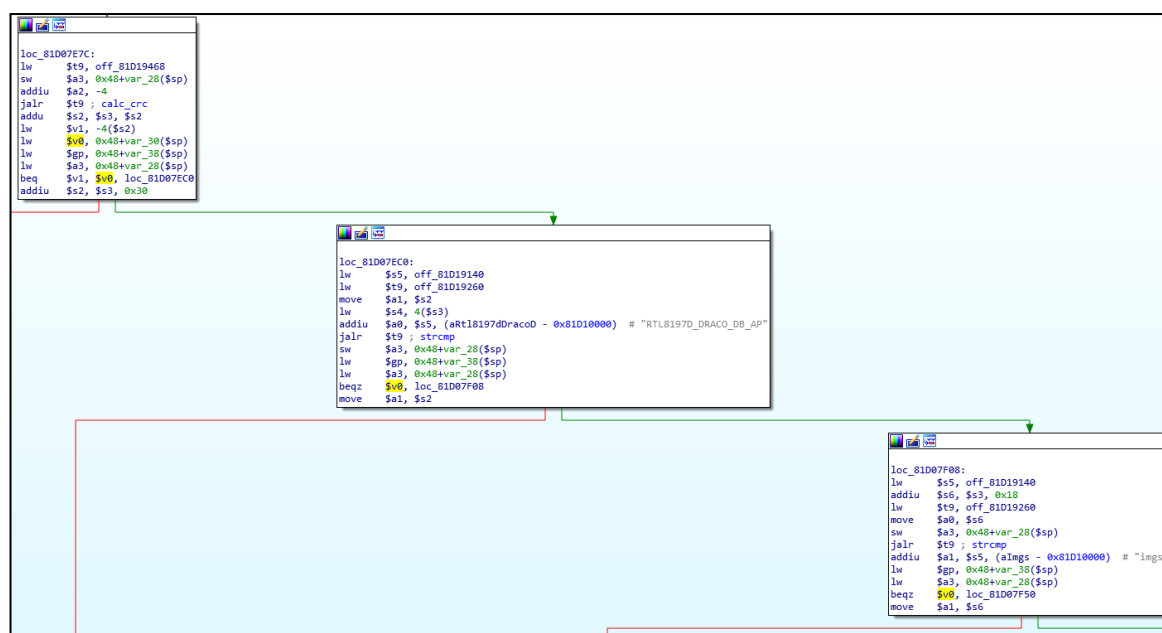 loc_81D07E7C:
lw $t9, off_81D19468
sw $a3, 0x48+var_28($sp)
addiu $a2, -4
jalr $t9 ; calc_crc
addu $s2, $s3, $s2
lw $v1, -4($s2)
lw $v0, 0x48+var_30($sp)
lw $gp, 0x48+var_38($sp)
lw $a3, 0x48+var_28($sp)
beq $v1, $v0, loc_81D07EC0
addiu $s2, $s3, 0x30
loc_81D07EC0:
lw $s5, off_81D19140
lw $t9, off_81D19260
move $a1, $s2
lw $s4, 4($s3)
addiu $a0, $s5, (aRtl8197dDracoD - 0x81D10000) # "RTL8197D_DRACO_DB_AP"
jalr $t9 ; strcmp
sw $a3, 0x48+var_28($sp)
lw $gp, 0x48+var_38($sp)
lw $a3, 0x48+var_28($sp)
beqz $v0, loc_81D07F08
move $a1, $s2
loc_81D07F08:
lw $s5, off_81D19140
addiu $s6, $s3, 0x18
lw $t9, off_81D19260
move $a0, $s6
sw $a3, 0x48+var_28($sp)
jalr $t9 ; strcmp
addiu $a1, $s5, (aImgs - 0x81D10000) # "imgs
lw $gp, 0x48+var_38($sp)
lw $a3, 0x48+var_28($sp)
beqz $v0, loc_81D07F50
move $a1, $s6